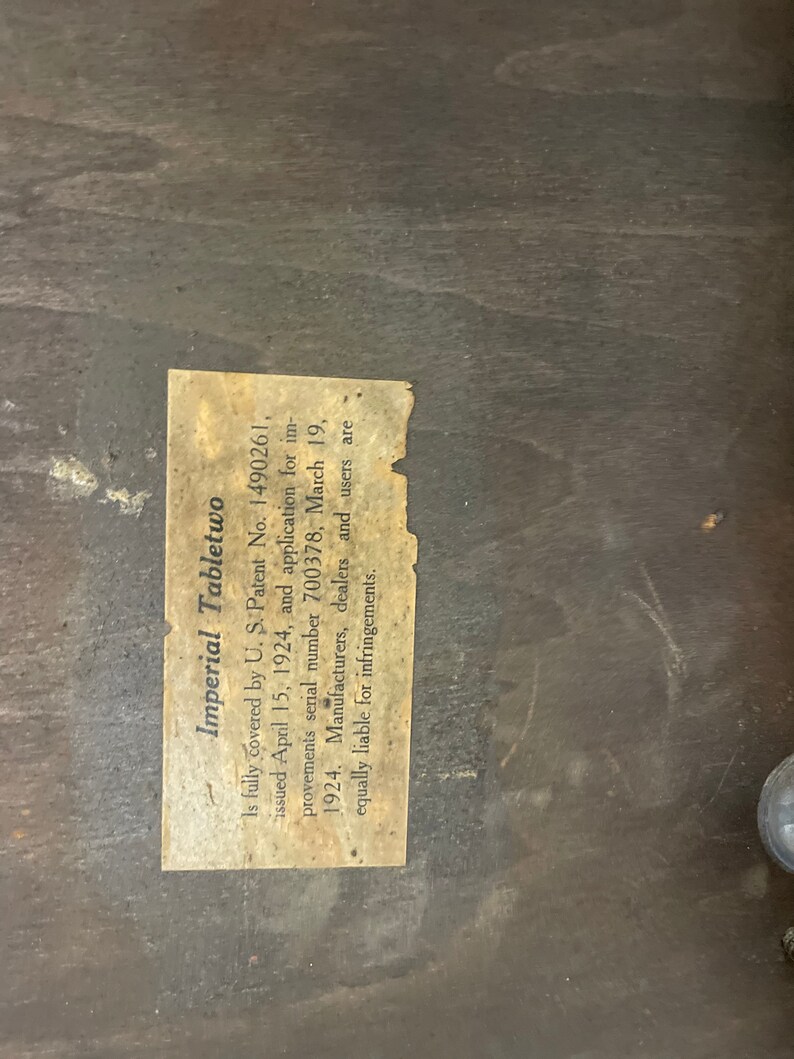 Imperial Tabletwo
Is fully covered by U. S. Patent No. 1490261,
issued April 15, 1924, and application for im-
provements serial number 700378, March 19,
1924. Manufacturers, dealers and users are
equally liable for infringements.